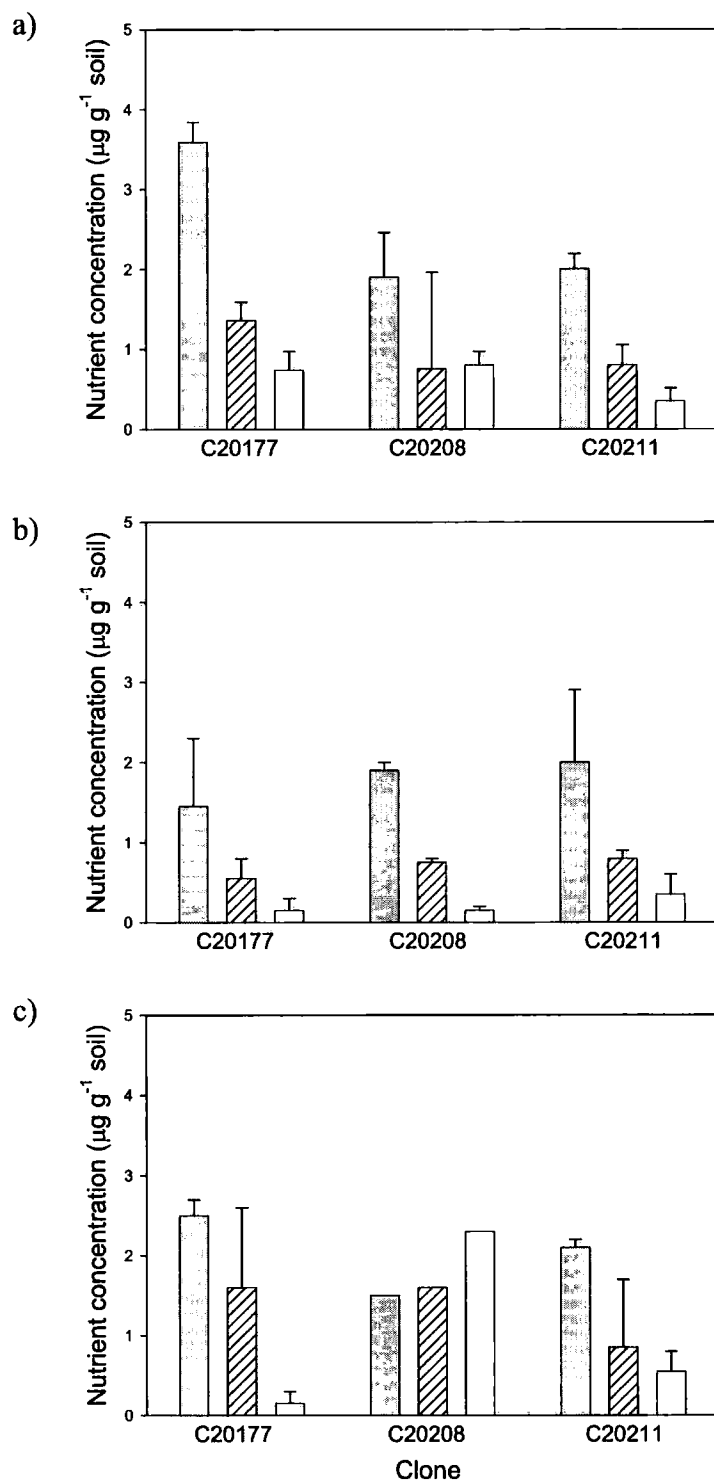 a)
Nutrient concentration (µg g⁻¹ soil)
5
4
3
2
1
0
C20177 C20208 C20211
b)
Nutrient concentration (µg g⁻¹ soil)
5
4
3
2
1
0
C20177 C20208 C20211
c)
Nutrient concentration (µg g⁻¹ soil)
5
4
3
2
1
0
C20177 C20208 C20211
Clone